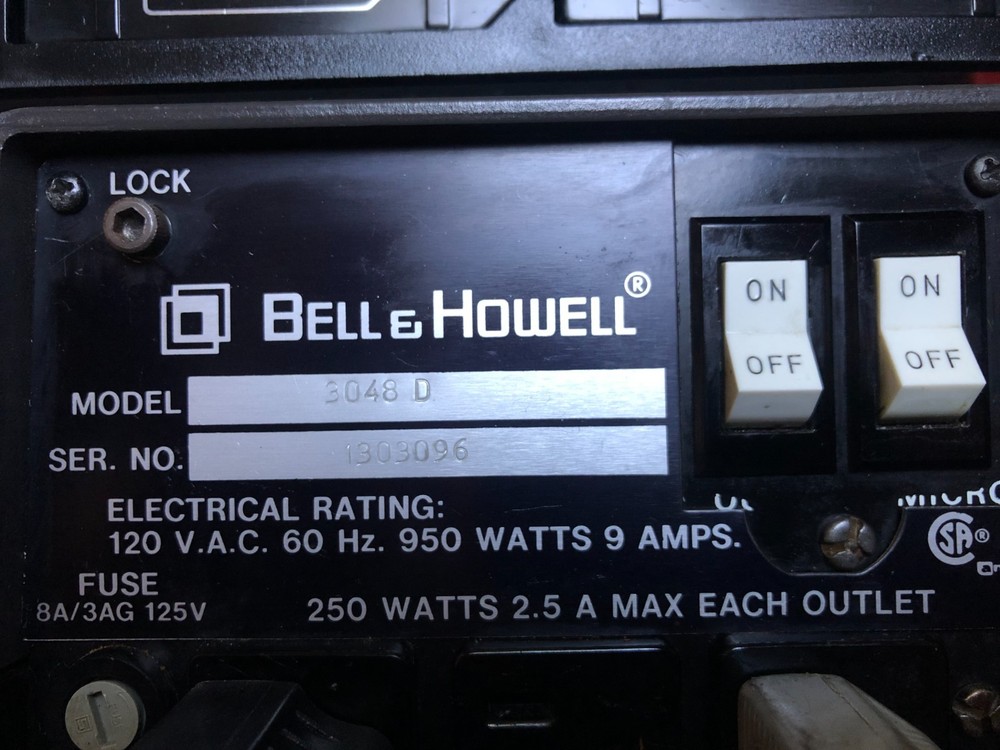 LOCK
BELL & HOWELL®
ON ON
OFF OFF
MODEL 3048 D
SER. NO: 1303096
ELECTRICAL RATING:
120 V.A.C. 60 Hz. 950 WATTS 9 AMPS.
CSA®
FUSE
8A/3AG 125V
250 WATTS 2.5 A MAX EACH OUTLET